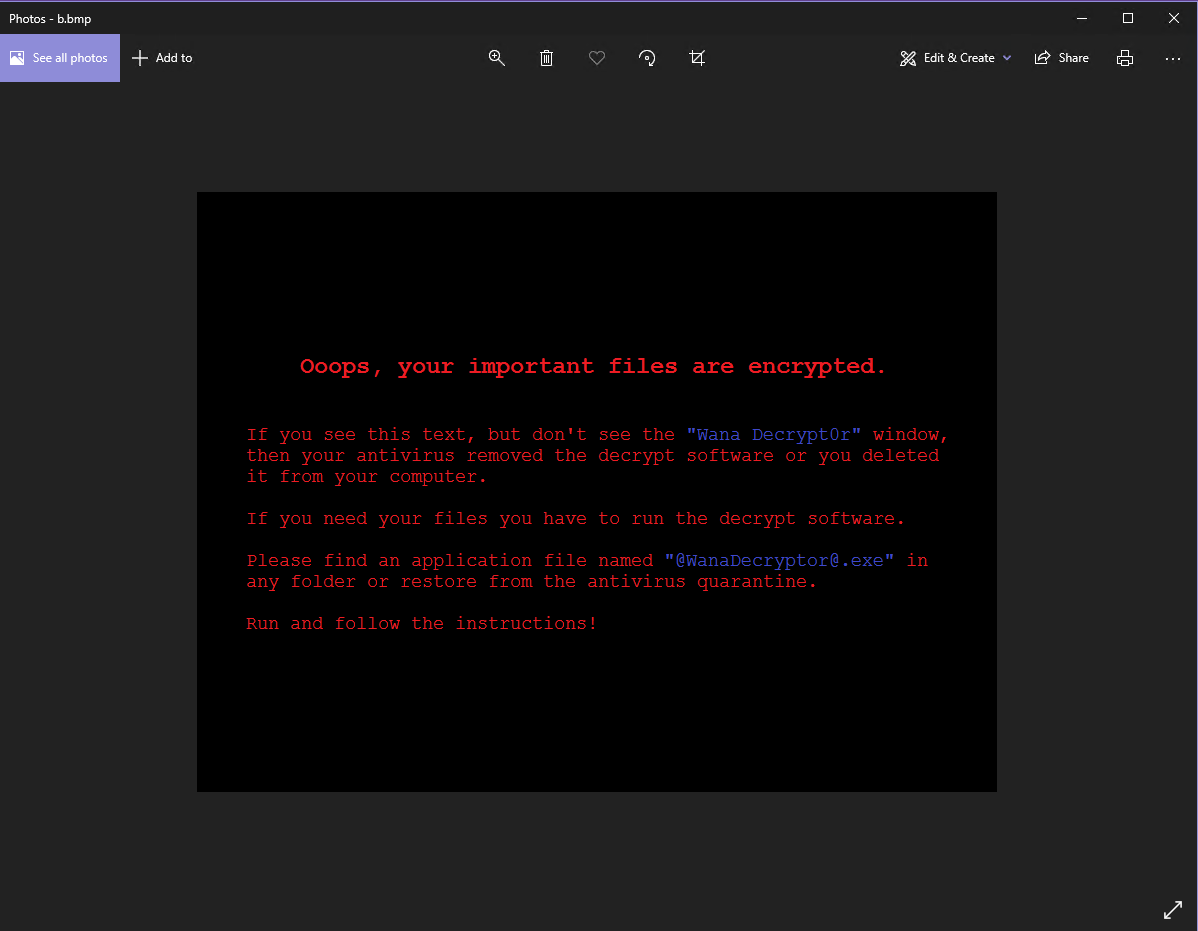 Photos - b.bmp
See all photos
Add to
Edit & Create
Share
Ooops, your important files are encrypted.
If you see this text, but don't see the "Wana Decrypt0r" window,
then your antivirus removed the decrypt software or you deleted
it from your computer.
If you need your files you have to run the decrypt software.
Please find an application file named "@WanaDecryptor@.exe" in
any folder or restore from the antivirus quarantine.
Run and follow the instructions!